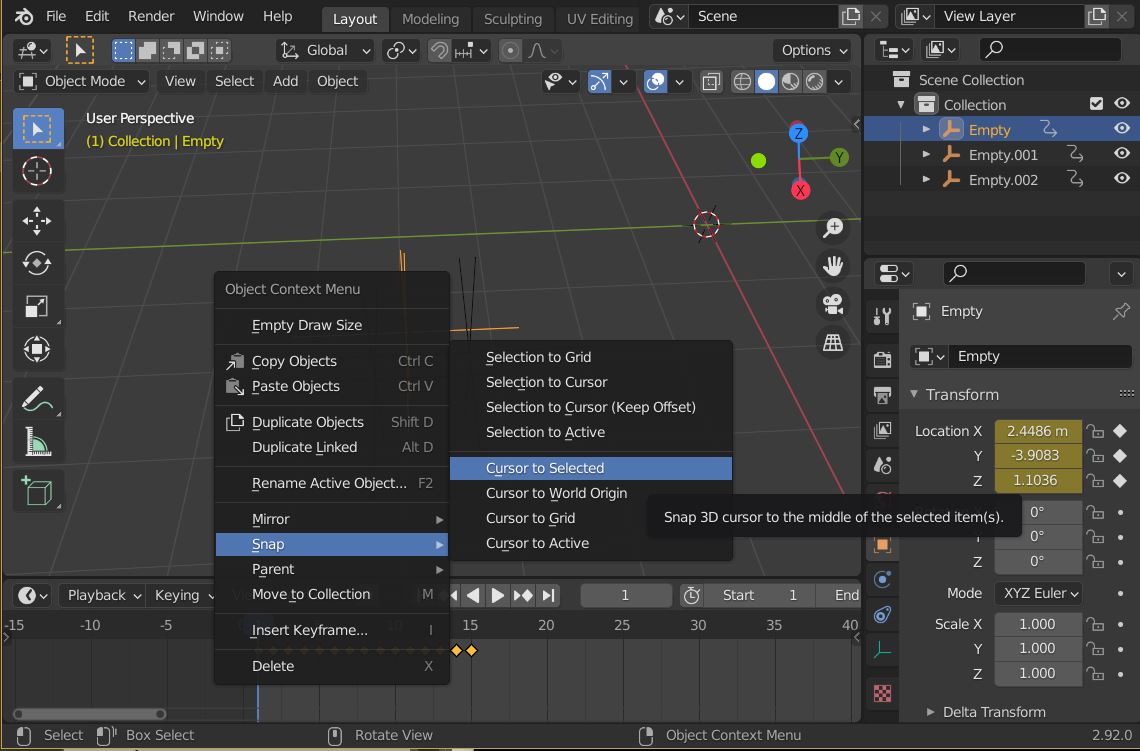 File Edit Render Window Help Layout Modeling Sculpting UV Editing Scene View Layer
Global Options
Object Mode View Select Add Object
User Perspective
(1) Collection | Empty
Z
Y
X
Scene Collection
Collection
Empty
Empty.001
Empty.002
Object Context Menu
Empty Draw Size
Copy Objects Ctrl C
Paste Objects Ctrl V
Duplicate Objects Shift D
Duplicate Linked Alt D
Rename Active Object... F2
Mirror
Snap
Parent
Move to Collection M
Insert Keyframe... I
Delete X
Selection to Grid
Selection to Cursor
Selection to Cursor (Keep Offset)
Selection to Active
Cursor to Selected
Cursor to World Origin
Cursor to Grid
Cursor to Active
Snap 3D cursor to the middle of the selected item(s).
Empty
Empty
Transform
Location X 2.4486 m
Y -3.9083
Z 1.1036
0°
0°
Z 0°
Mode XYZ Euler
Scale X 1.000
Y 1.000
Z 1.000
Delta Transform
Playback Keying 1 Start 1 End
-15 -10 -5 15 20 25 30 35 40
Select Box Select Rotate View Object Context Menu 2.92.0